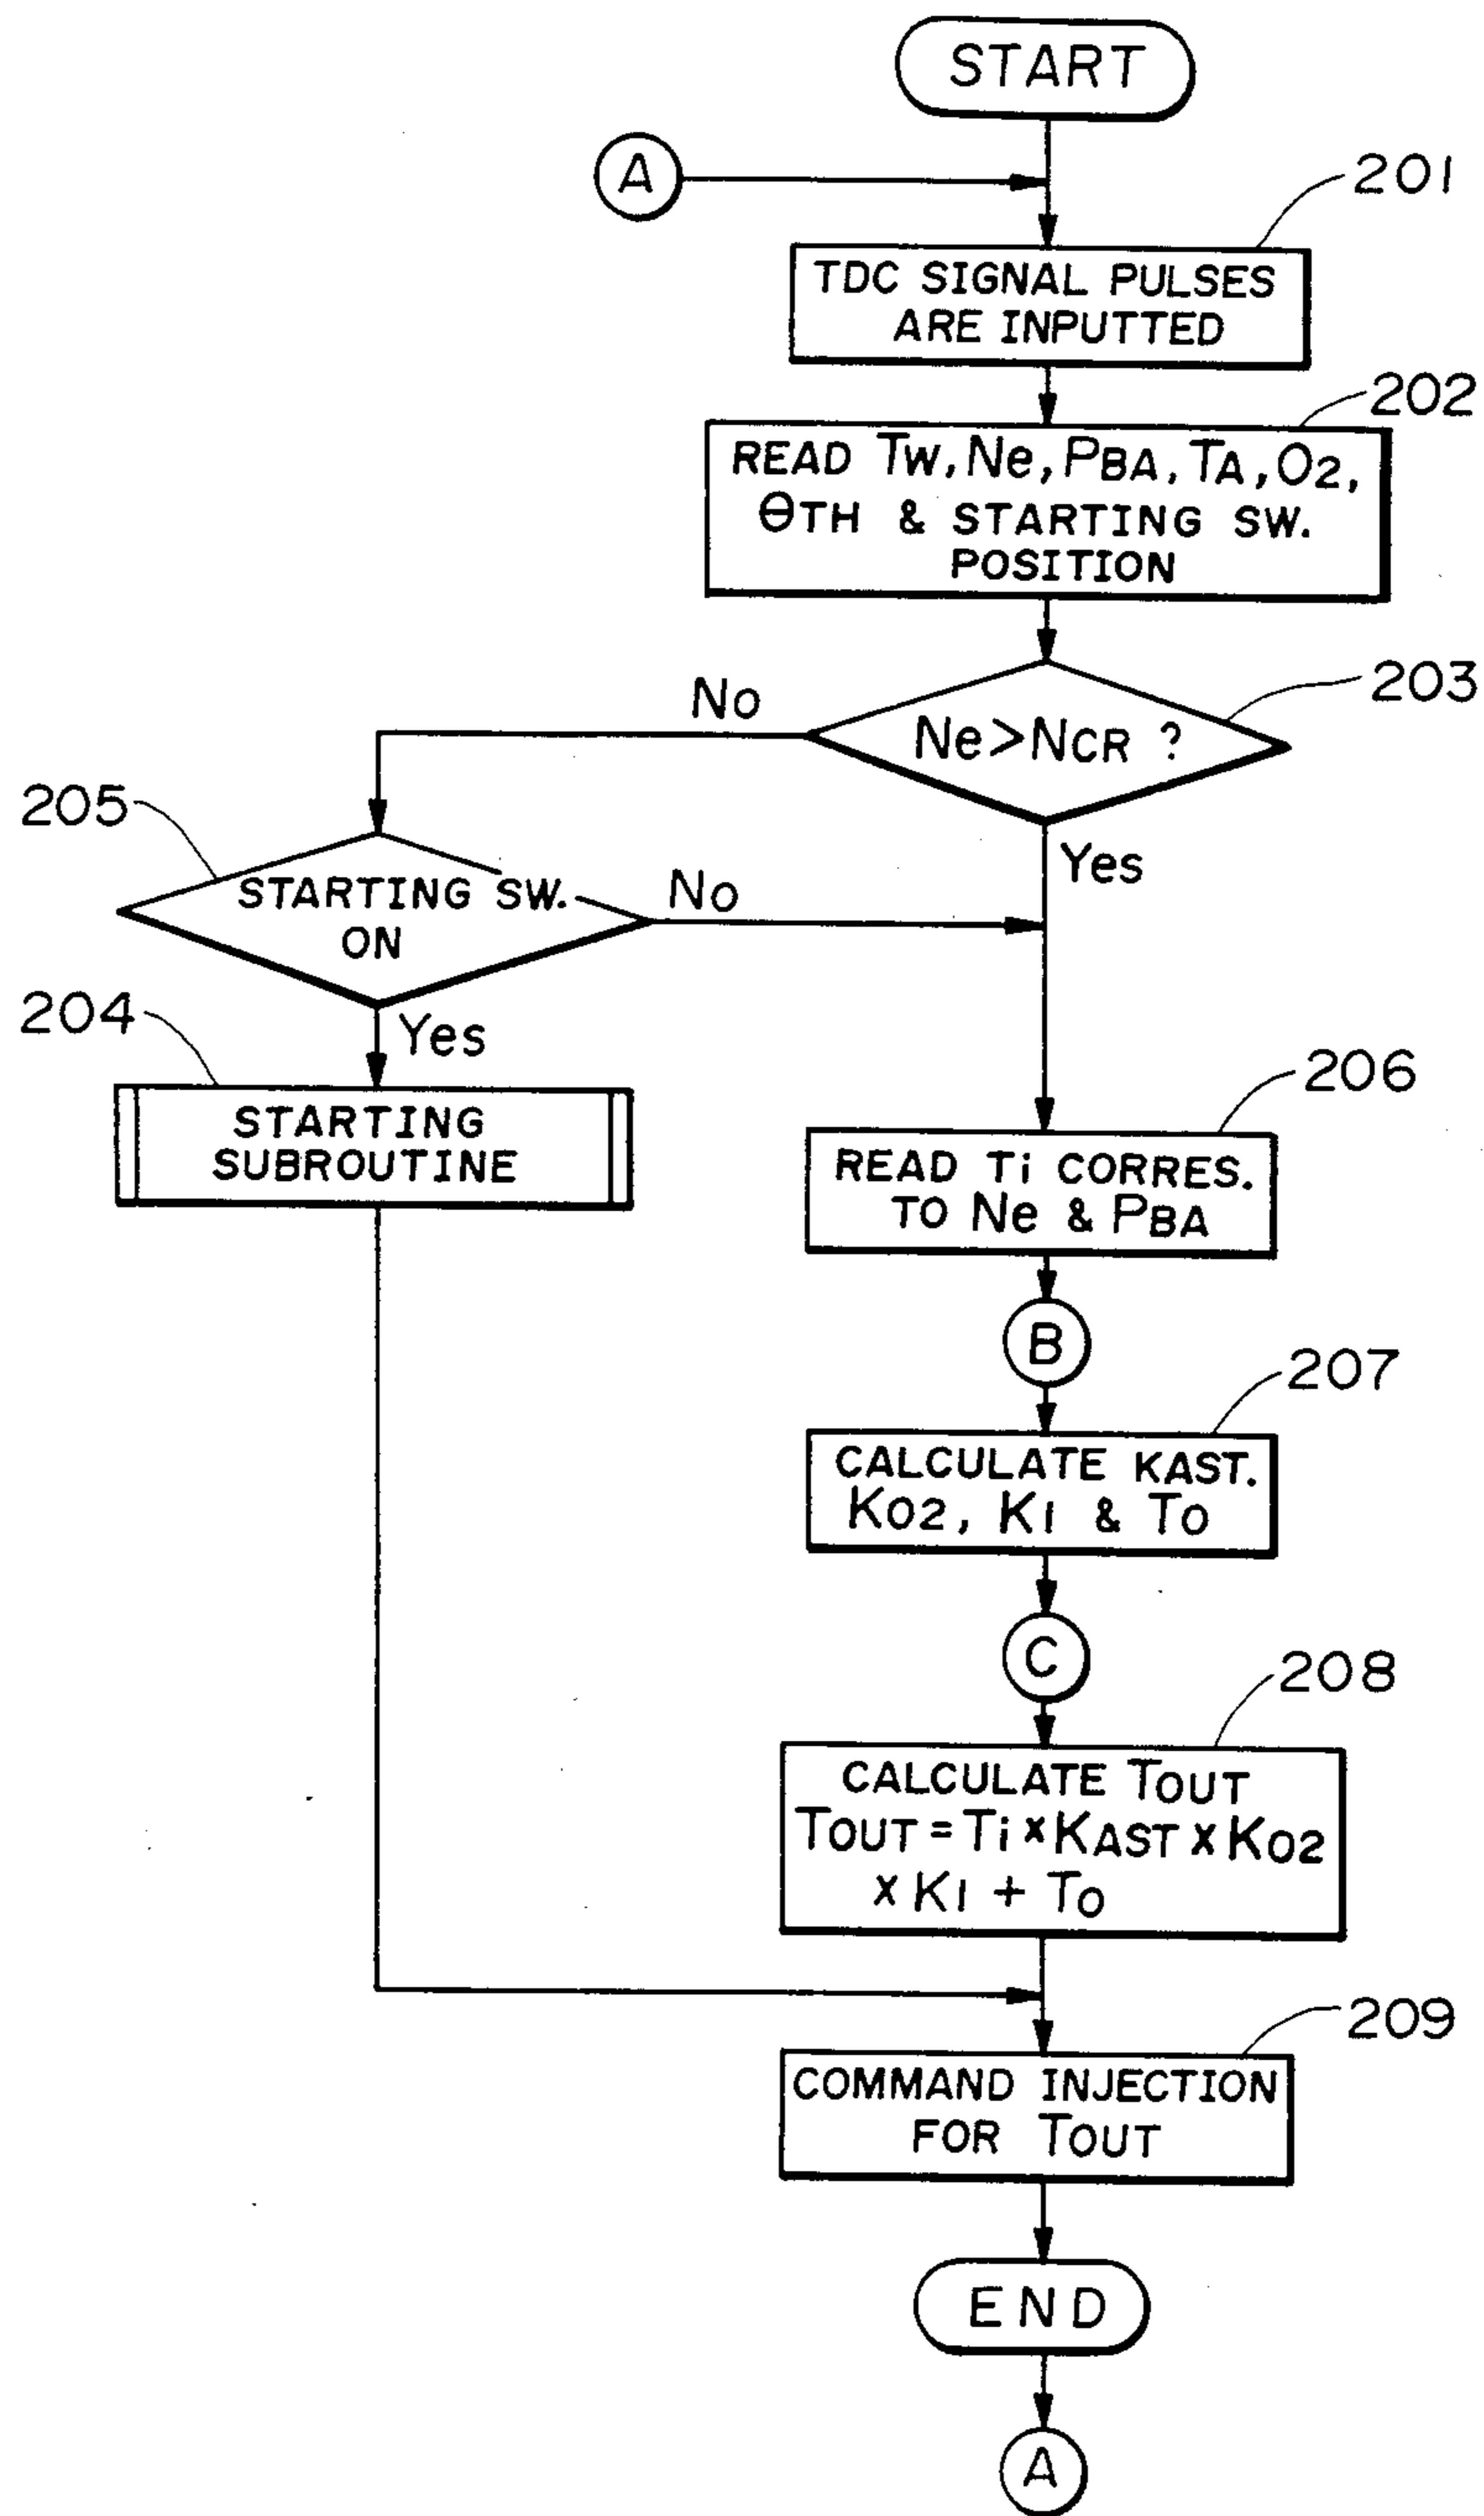 START
A
201
TDC SIGNAL PULSES
ARE INPUTTED
202
READ TW, Ne, PBA, TA, O2,
θTH & STARTING SW.
POSITION
203
No
Ne>NCR ?
Yes
205
STARTING SW.
ON
No
204
Yes
STARTING
SUBROUTINE
206
READ Ti CORRES.
TO Ne & PBA
B
207
CALCULATE KAST.
KO2, K1 & TO
C
208
CALCULATE TOUT
TOUT = Ti x KAST x KO2
x K1 + TO
209
COMMAND INJECTION
FOR TOUT
END
A